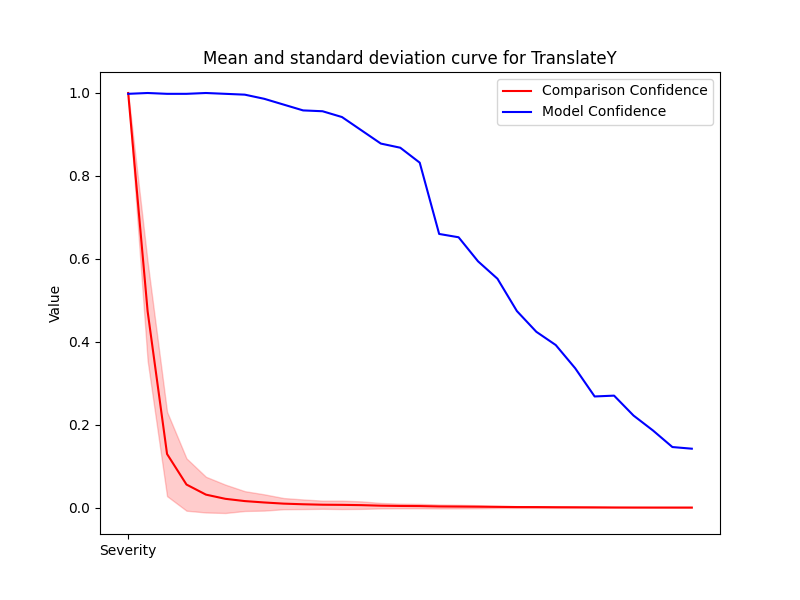 Mean and standard deviation curve for TranslateY
Comparison Confidence
Model Confidence
1.0
0.8
0.6
0.4
0.2
0.0
Value
Severity